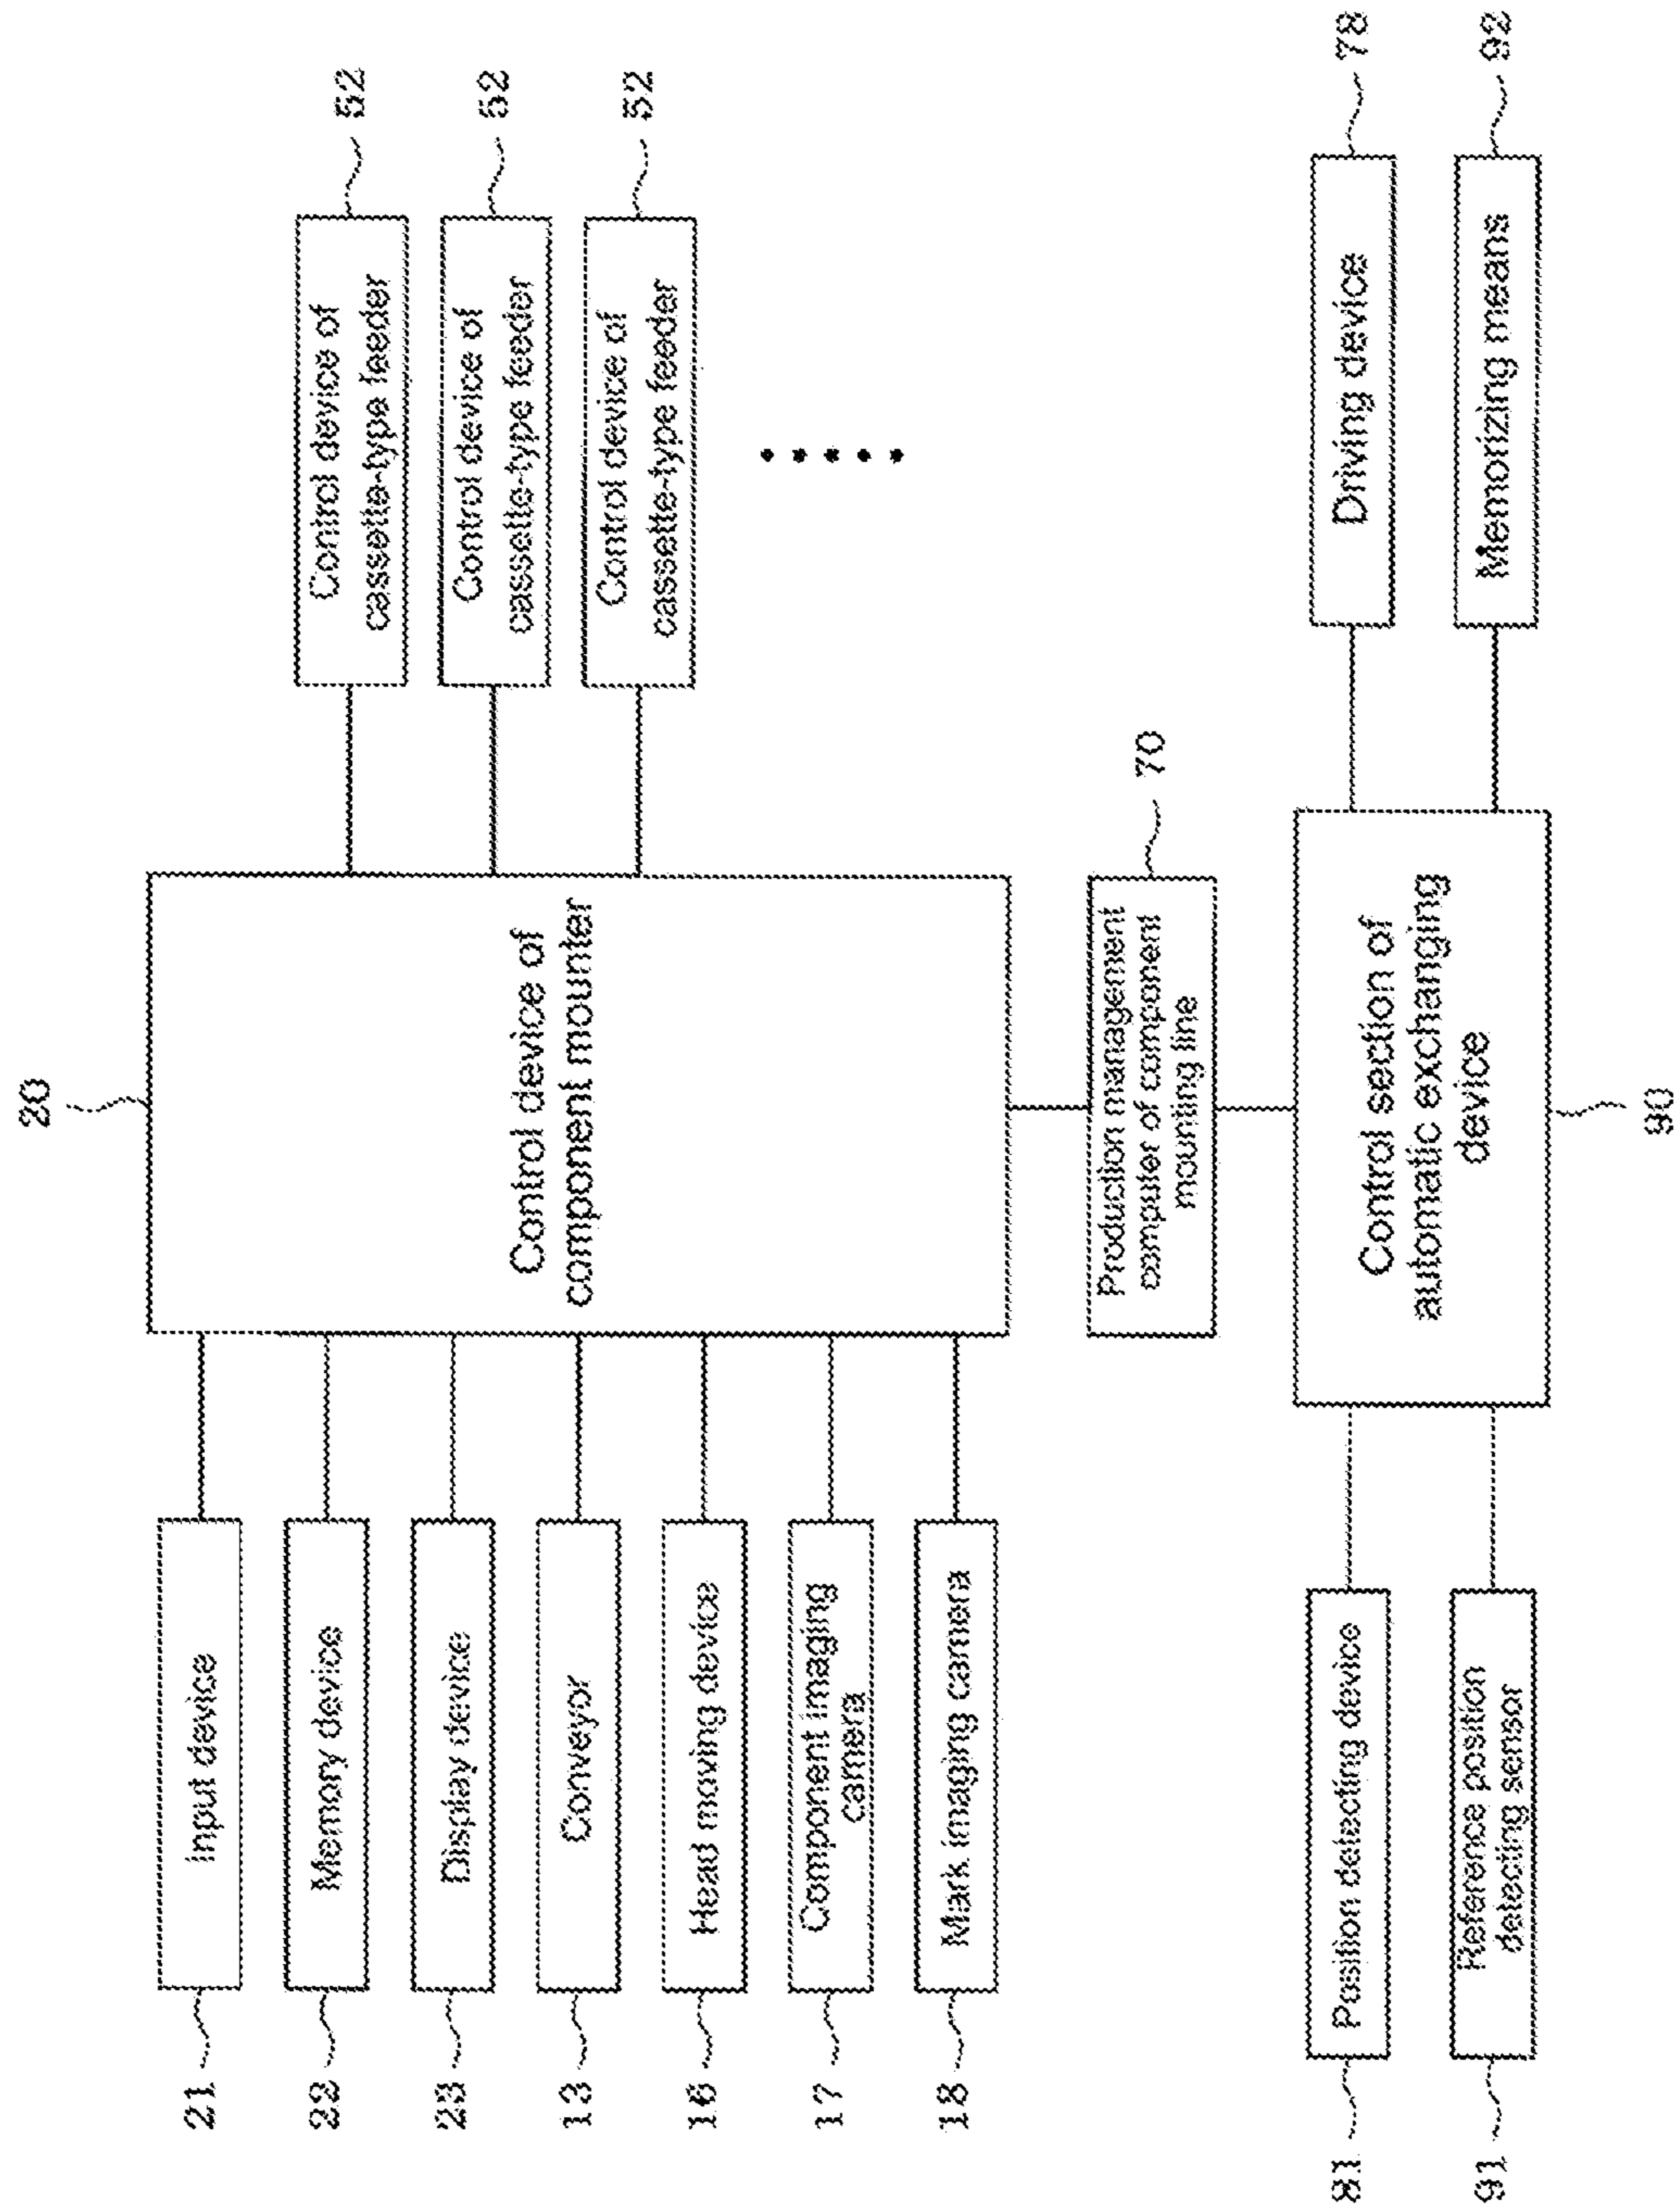 20
21
Input device
22
Memory device
23
Display device
13
Conveyor
16
Head moving device
17
Component imaging
camera
18
Mark imaging camera
Control device of
component mounter
Control device of
cassette-type feeder
52
Control device of
cassette-type feeder
52
Control device of
cassette-type feeder
52
Production management
computer of component
mounting line
70
81
Position detecting device
91
Reference position
detecting sensor
Control section of
automatic exchanging
device
Driving device
78
Memorizing means
92
90